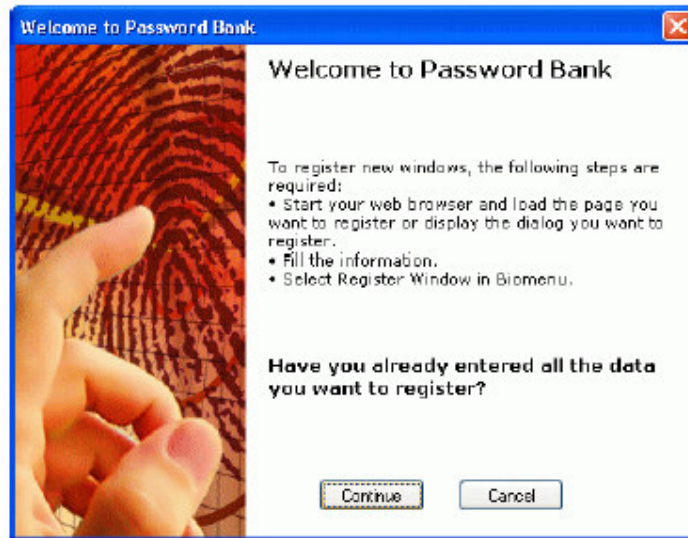 Welcome to Password Bank
Welcome to Password Bank
To register new windows, the following steps are
required:
• Start your web browser and load the page you
want to register or display the dialog you want to
register.
• Fill the information.
• Select Register Window in Biomenu.
Have you already entered all the data
you want to register?
Continue Cancel